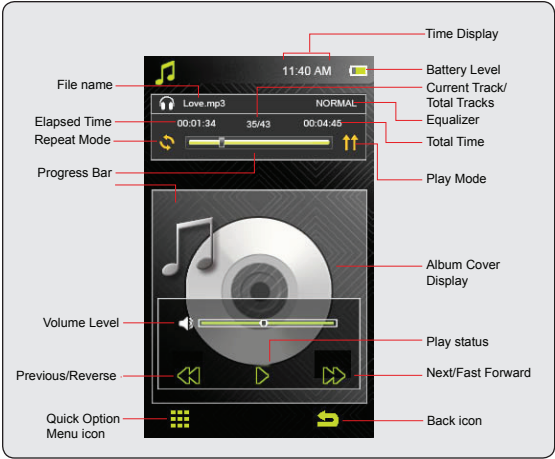 Time Display
11:40 AM
Battery Level
File name
Love.mp3
NORMAL
Current Track/
Total Tracks
Elapsed Time
00:01:34
35/43
00:04:45
Equalizer
Repeat Mode
Total Time
Progress Bar
Play Mode
Album Cover
Display
Volume Level
Play status
Previous/Reverse
Next/Fast Forward
Quick Option
Menu icon
Back icon